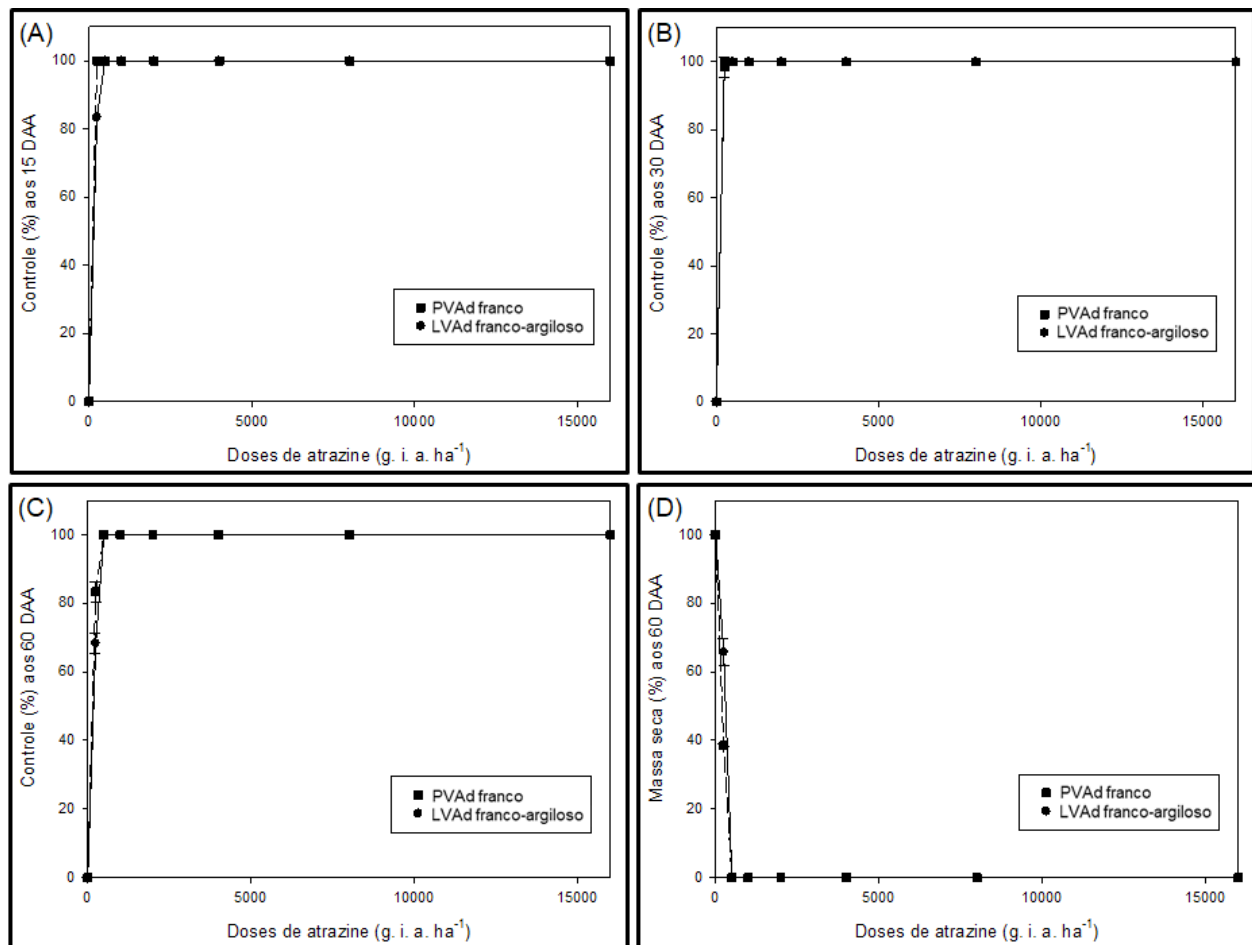 (A)
Controle (%) aos 15 DAA
100
80
60
40
20
0
PVAd franco
LVAd franco-argiloso
0 5000 10000 15000
Doses de atrazine (g. i. a. ha⁻¹)
(B)
Controle (%) aos 30 DAA
100
80
60
40
20
0
PVAd franco
LVAd franco-argiloso
0 5000 10000 15000
Doses de atrazine (g. i. a. ha⁻¹)
(C)
Controle (%) aos 60 DAA
100
80
60
40
20
0
PVAd franco
LVAd franco-argiloso
0 5000 10000 15000
Doses de atrazine (g. i. a. ha⁻¹)
(D)
Massa seca (%) aos 60 DAA
100
80
60
40
20
0
PVAd franco
LVAd franco-argiloso
0 5000 10000 15000
Doses de atrazine (g. i. a. ha⁻¹)